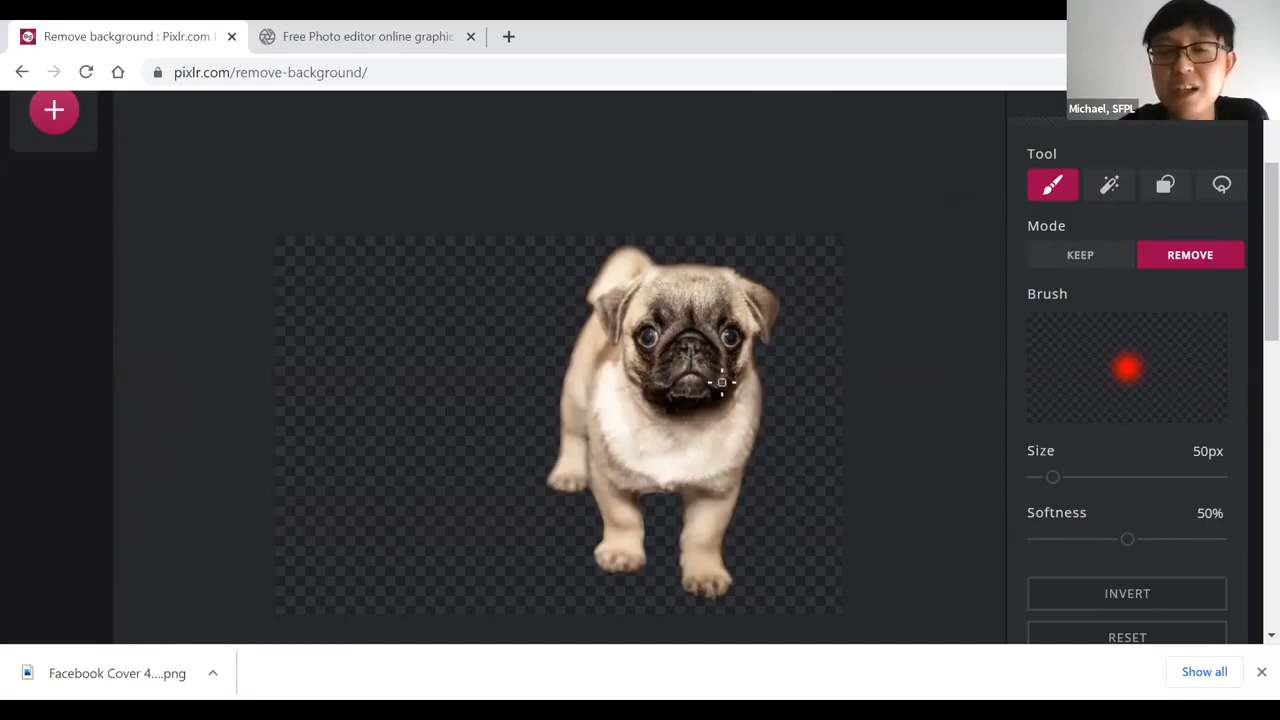 Remove background : Pixlr.com
Free Photo editor online graphic
pixlr.com/remove-background/
Michael, SFPL
Tool
Mode
KEEP
REMOVE
Brush
Size
50px
Softness
50%
INVERT
RESET
Facebook Cover 4....png
Show all